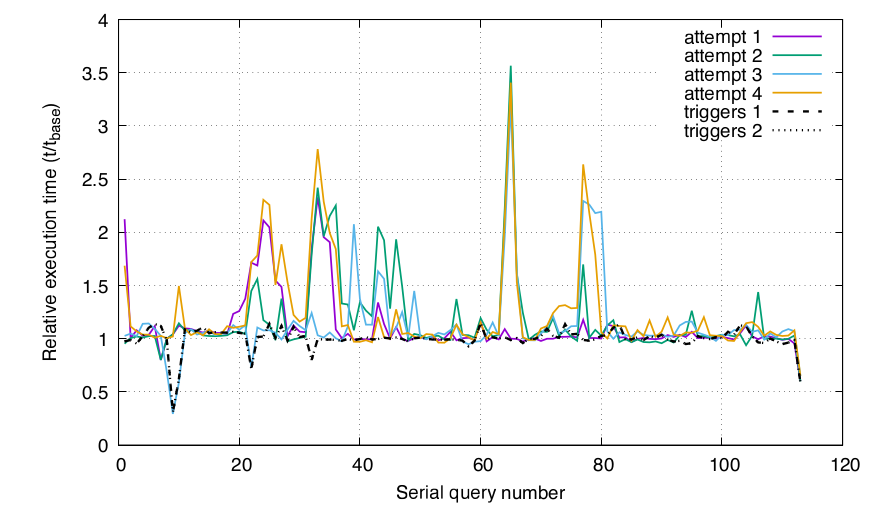 4
3.5
3
2.5
2
1.5
1
0.5
0
0 20 40 60 80 100 120
Relative execution time (t/t_base)
Serial query number
attempt 1
attempt 2
attempt 3
attempt 4
triggers 1
triggers 2